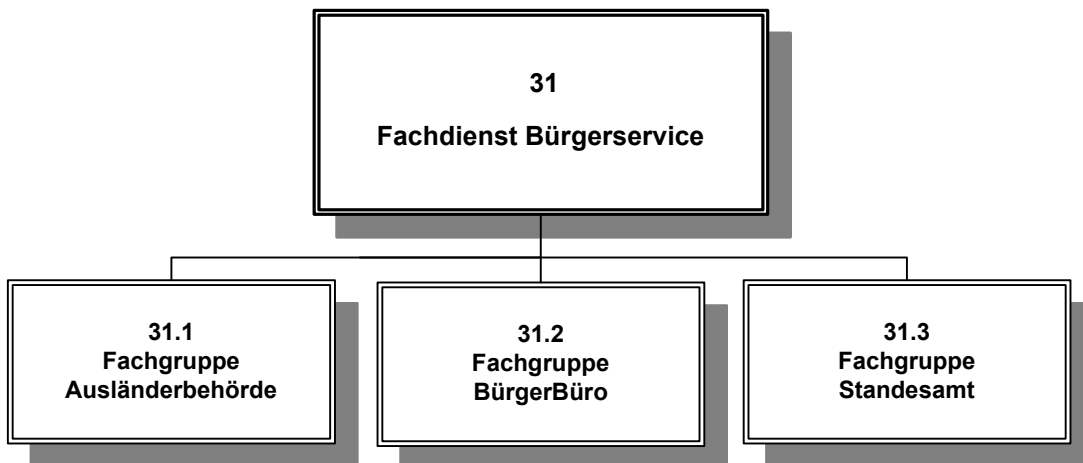 31
Fachdienst Bürgerservice
31.1
Fachgruppe
Ausländerbehörde
31.2
Fachgruppe
BürgerBüro
31.3
Fachgruppe
Standesamt